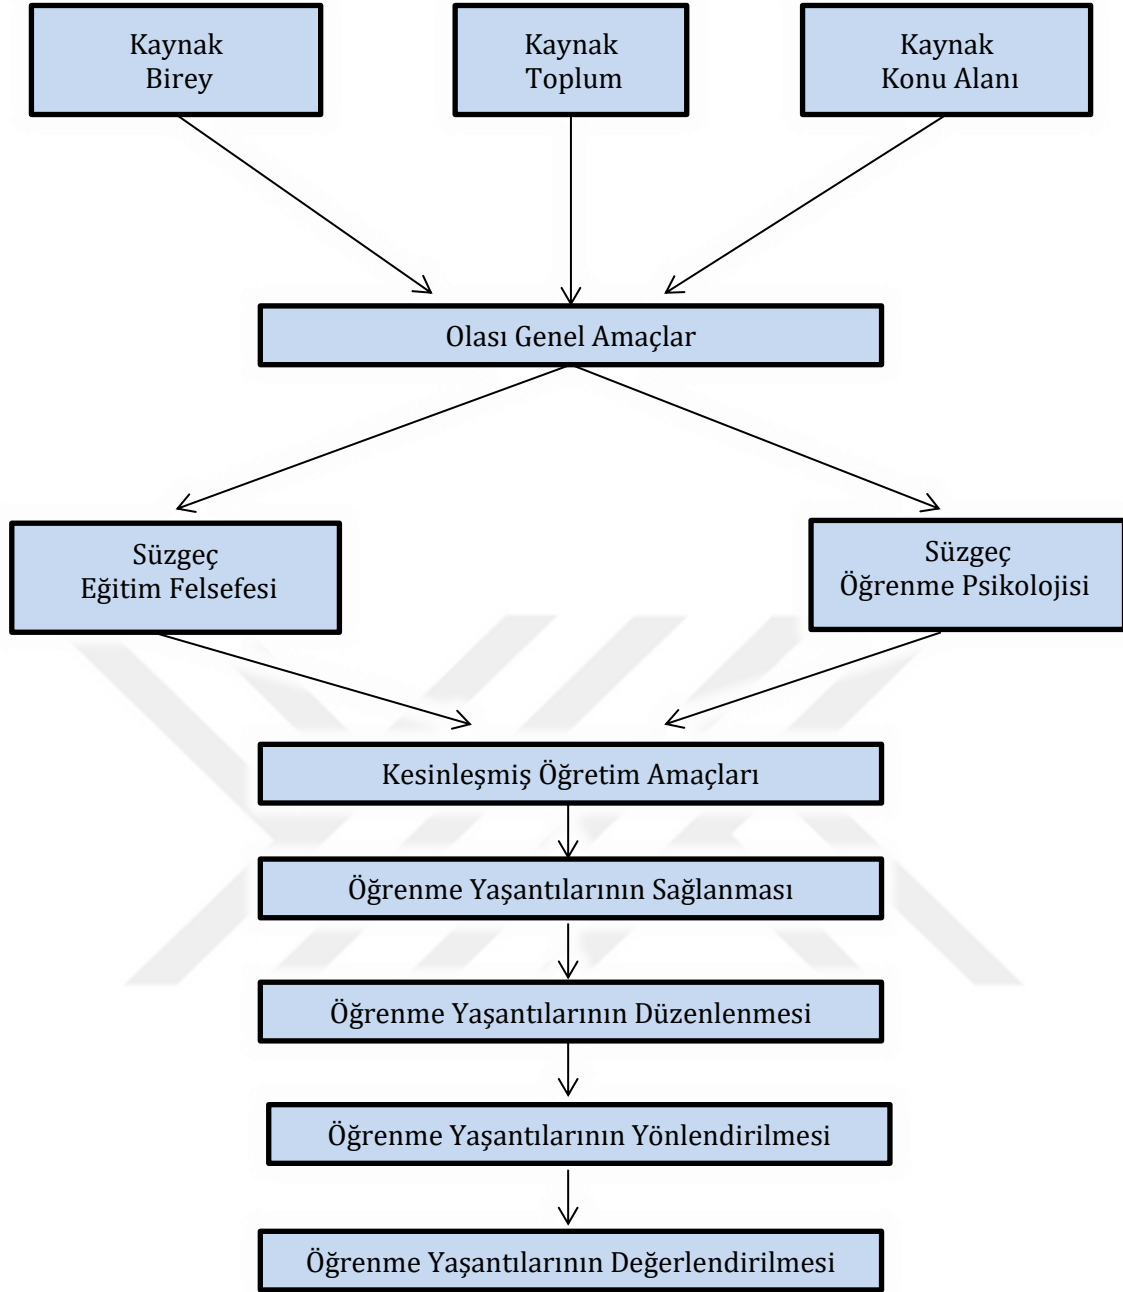 Kaynak
Birey
Kaynak
Toplum
Kaynak
Konu Alanı
Olası Genel Amaçlar
Süzgeç
Eğitim Felsefesi
Süzgeç
Öğrenme Psikolojisi
Kesinleşmiş Öğretim Amaçları
Öğrenme Yaşantılarının Sağlanması
Öğrenme Yaşantılarının Düzenlenmesi
Öğrenme Yaşantılarının Yönlendirilmesi
Öğrenme Yaşantılarının Değerlendirilmesi